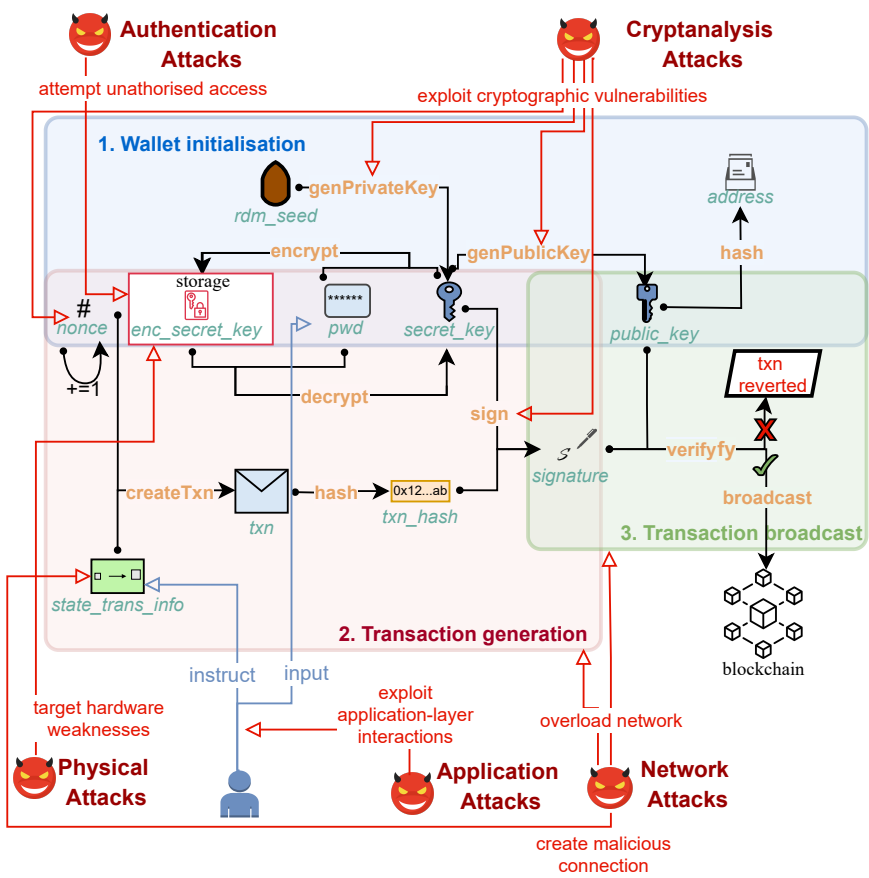 Authentication
Attacks
Cryptanalysis
Attacks
attempt unathorised access
exploit cryptographic vulnerabilities
1. Wallet initialisation
genPrivateKey
rdm_seed
address
encrypt
genPublicKey
hash
storage
#
nonce
enc_secret_key
******
pwd
secret_key
public_key
+=1
decrypt
txn
reverted
sign
verifyfy
signature
createTxn
hash
0x12...ab
txn
txn_hash
broadcast
3. Transaction broadcast
state_trans_info
2. Transaction generation
blockchain
instruct
input
target hardware
weaknesses
exploit
application-layer
interactions
overload network
Physical
Attacks
Application
Attacks
Network
Attacks
create malicious
connection